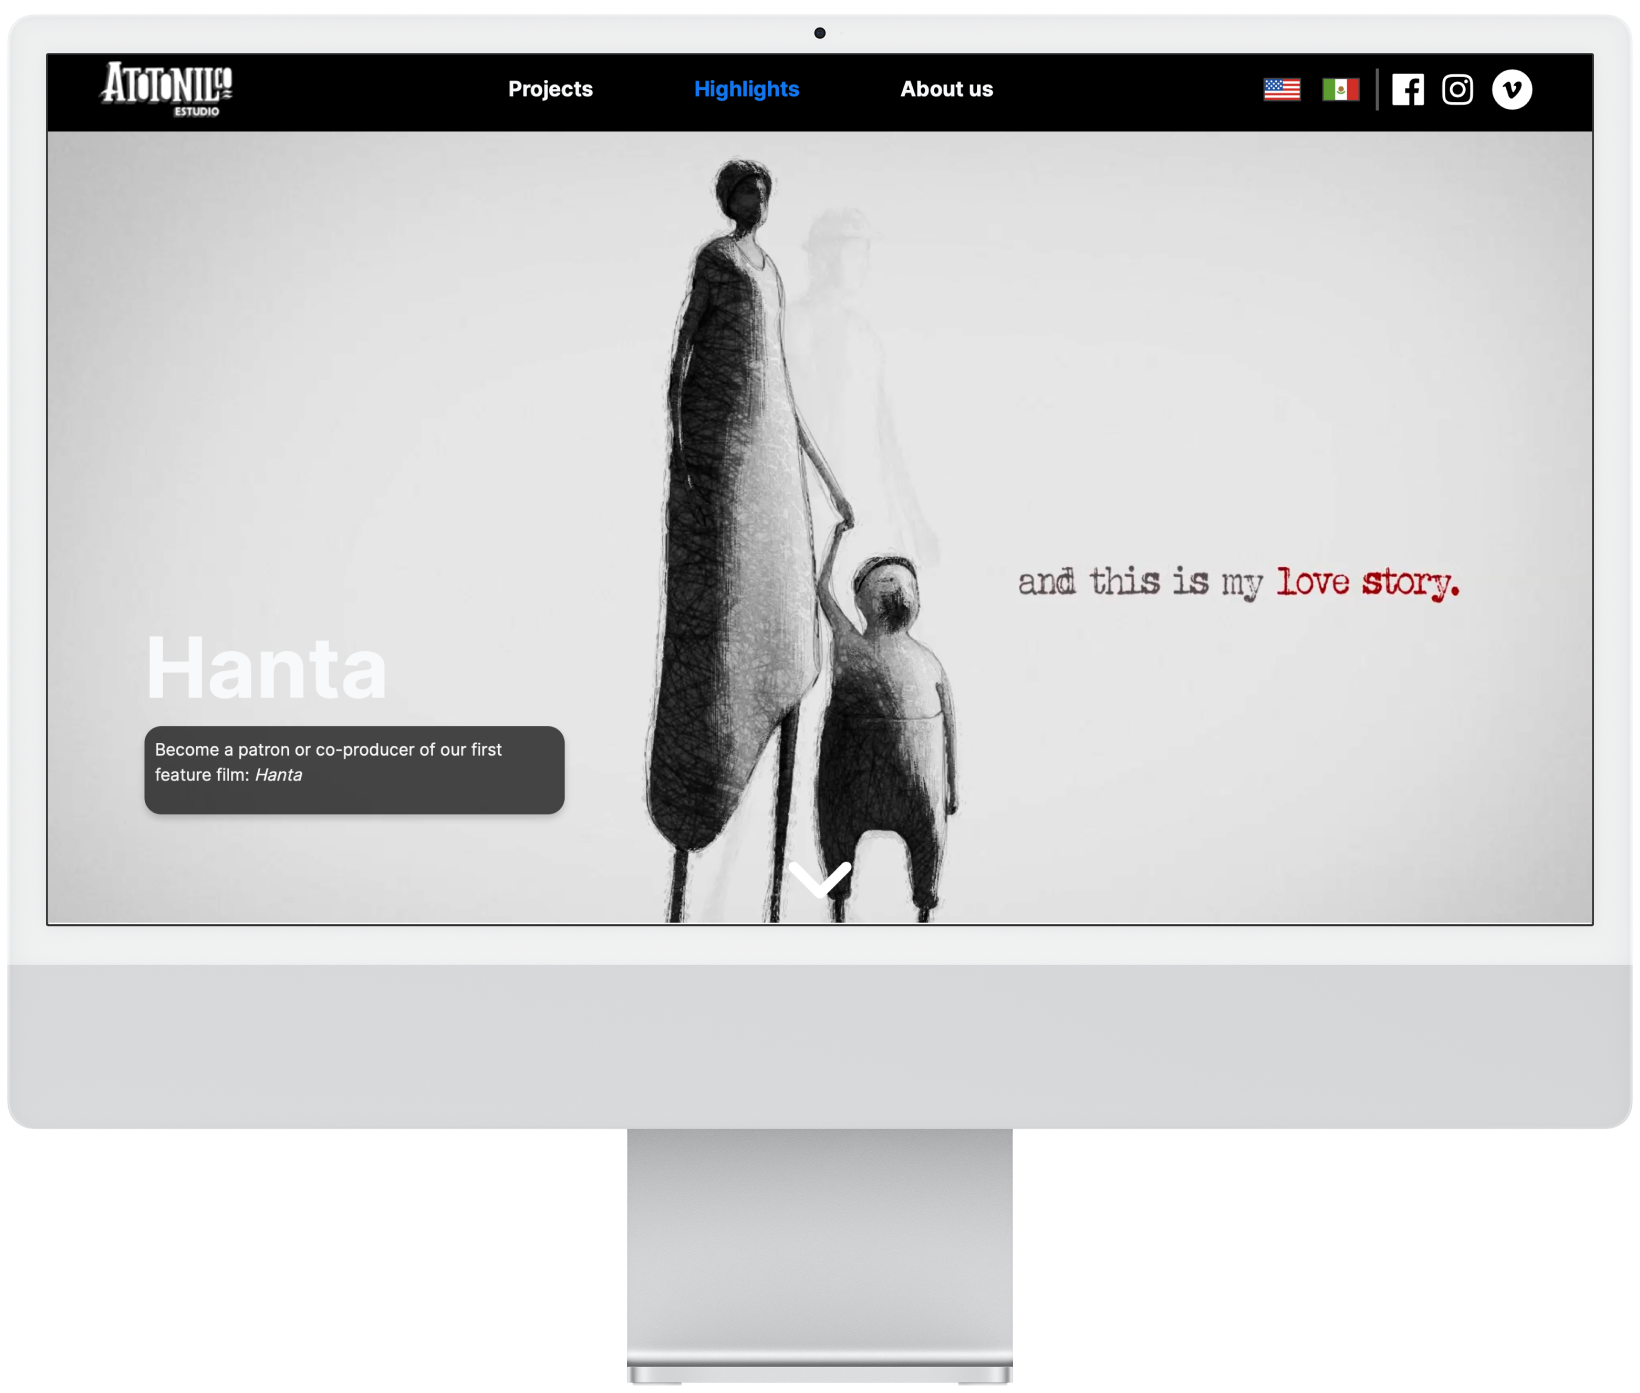 ATOTONILCO
ESTUDIO
Projects
Highlights
About us
and this is my love story.
Hanta
Become a patron or co-producer of our first
feature film: Hanta